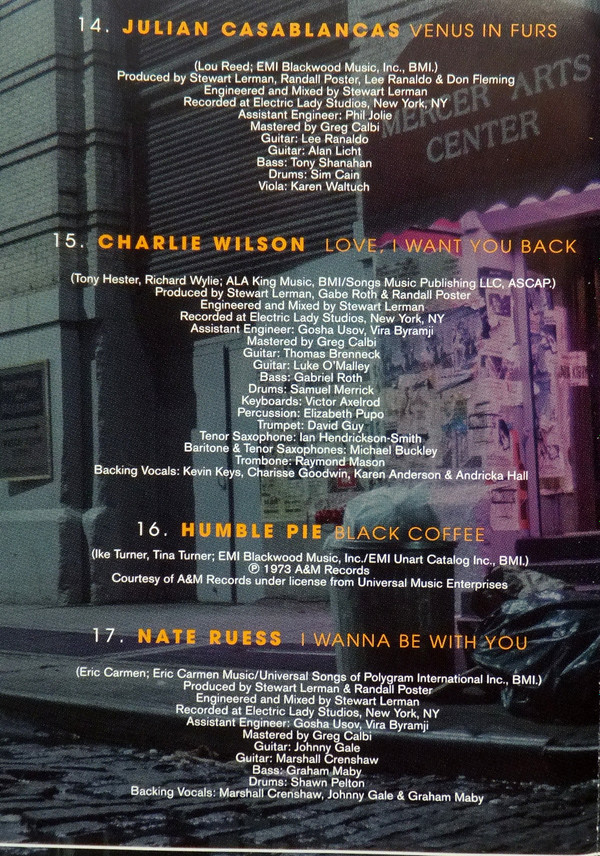 14. JULIAN CASABLANCAS VENUS IN FURS
(Lou Reed; EMI Blackwood Music, Inc., BMI.)
Produced by Stewart Lerman, Randall Poster, Lee Ranaldo & Don Fleming
Engineered and Mixed by Stewart Lerman
Recorded at Electric Lady Studios, New York, NY
Assistant Engineer: Phil Jolie
Mastered by Greg Calbi
Guitar: Lee Ranaldo
Guitar: Alan Licht
Bass: Tony Shanahan
Drums: Sim Cain
Viola: Karen Waltuch
MERCER ARTS
CENTER
15. CHARLIE WILSON LOVE, I WANT YOU BACK
(Tony Hester, Richard Wylie; ALA King Music, BMI/Songs Music Publishing LLC, ASCAP.)
Produced by Stewart Lerman, Gabe Roth & Randall Poster
Engineered and Mixed by Stewart Lerman
Recorded at Electric Lady Studios, New York, NY
Assistant Engineer: Gosha Usov, Vira Byramji
Mastered by Greg Calbi
Guitar: Thomas Brenneck
Guitar: Luke O'Malley
Bass: Gabriel Roth
Drums: Samuel Merrick
Keyboards: Victor Axelrod
Percussion: Elizabeth Pupo
Trumpet: David Guy
Tenor Saxophone: Ian Hendrickson-Smith
Baritone & Tenor Saxophones: Michael Buckley
Trombone: Raymond Mason
Backing Vocals: Kevin Keys, Charisse Goodwin, Karen Anderson & Andricka Hall
16. HUMBLE PIE BLACK COFFEE
(Ike Turner, Tina Turner; EMI Blackwood Music, Inc./EMI Unart Catalog Inc., BMI.)
℗ 1973 A&M Records
Courtesy of A&M Records under license from Universal Music Enterprises
17. NATE RUESS I WANNA BE WITH YOU
(Eric Carmen; Eric Carmen Music/Universal Songs of Polygram International Inc., BMI.)
Produced by Stewart Lerman & Randall Poster
Engineered and Mixed by Stewart Lerman
Recorded at Electric Lady Studios, New York, NY
Assistant Engineer: Gosha Usov, Vira Byramji
Mastered by Greg Calbi
Guitar: Johnny Gale
Guitar: Marshall Crenshaw
Bass: Graham Maby
Drums: Shawn Pelton
Backing Vocals: Marshall Crenshaw, Johnny Gale & Graham Maby